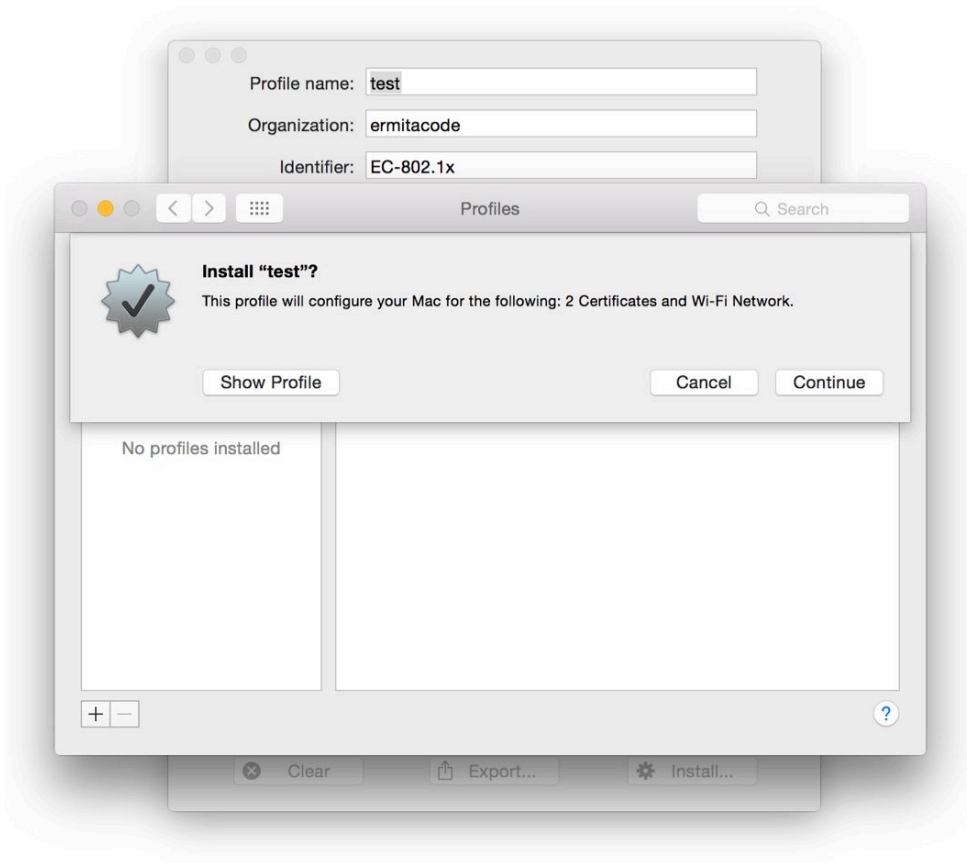 Profile name: test
Organization: ermitacode
Identifier: EC-802.1x
Profiles
Search
Install “test”?
This profile will configure your Mac for the following: 2 Certificates and Wi-Fi Network.
Show Profile Cancel Continue
No profiles installed
?
Clear Export... Install...